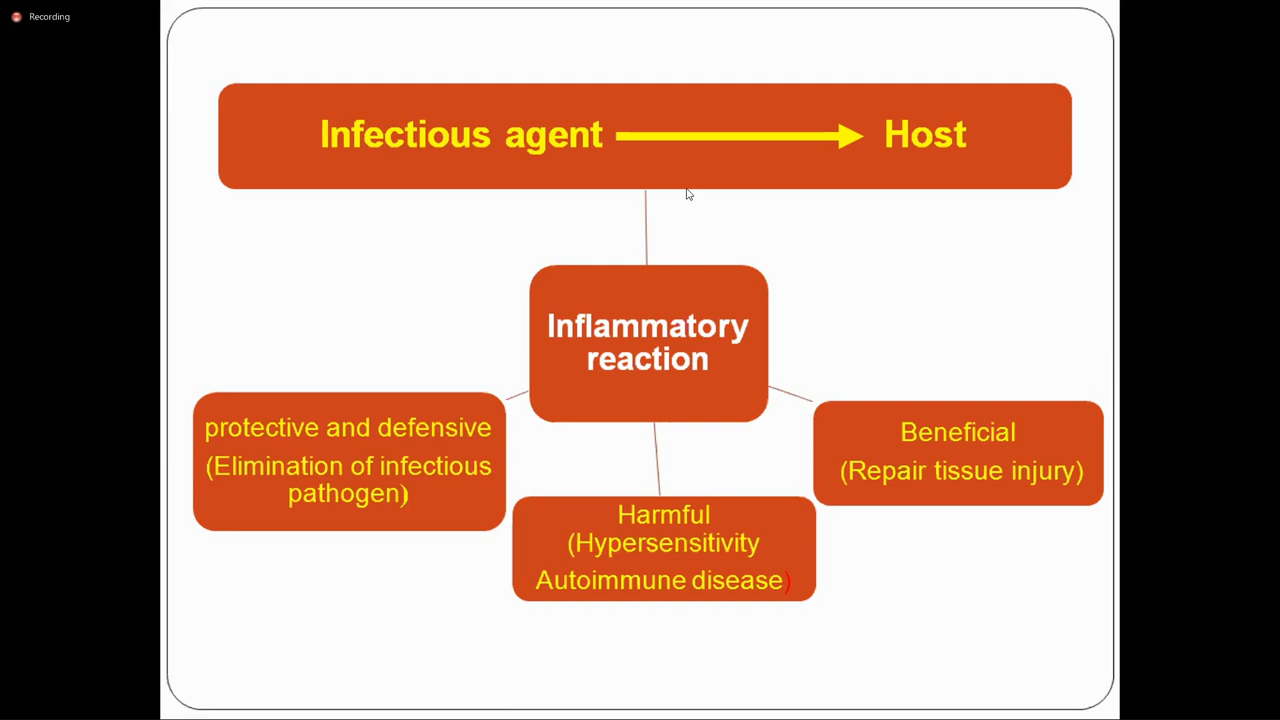 Recording
Infectious agent Host
Inflammatory
reaction
protective and defensive
(Elimination of infectious
pathogen)
Harmful
(Hypersensitivity
Autoimmune disease)
Beneficial
(Repair tissue injury)